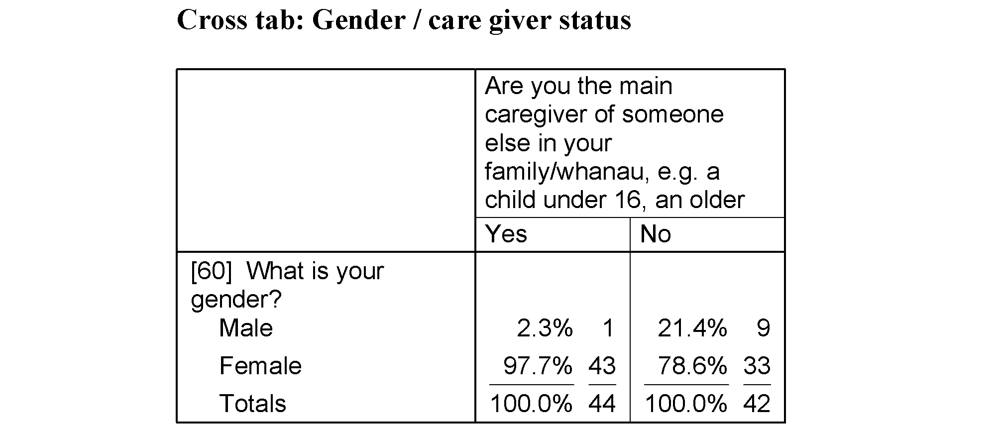 Cross tab: Gender / care giver status
Are you the main
caregiver of someone
else in your
family/whanau, e.g. a
child under 16, an older
Yes No
[60] What is your
gender?
Male 2.3% 1 21.4% 9
Female 97.7% 43 78.6% 33
Totals 100.0% 44 100.0% 42